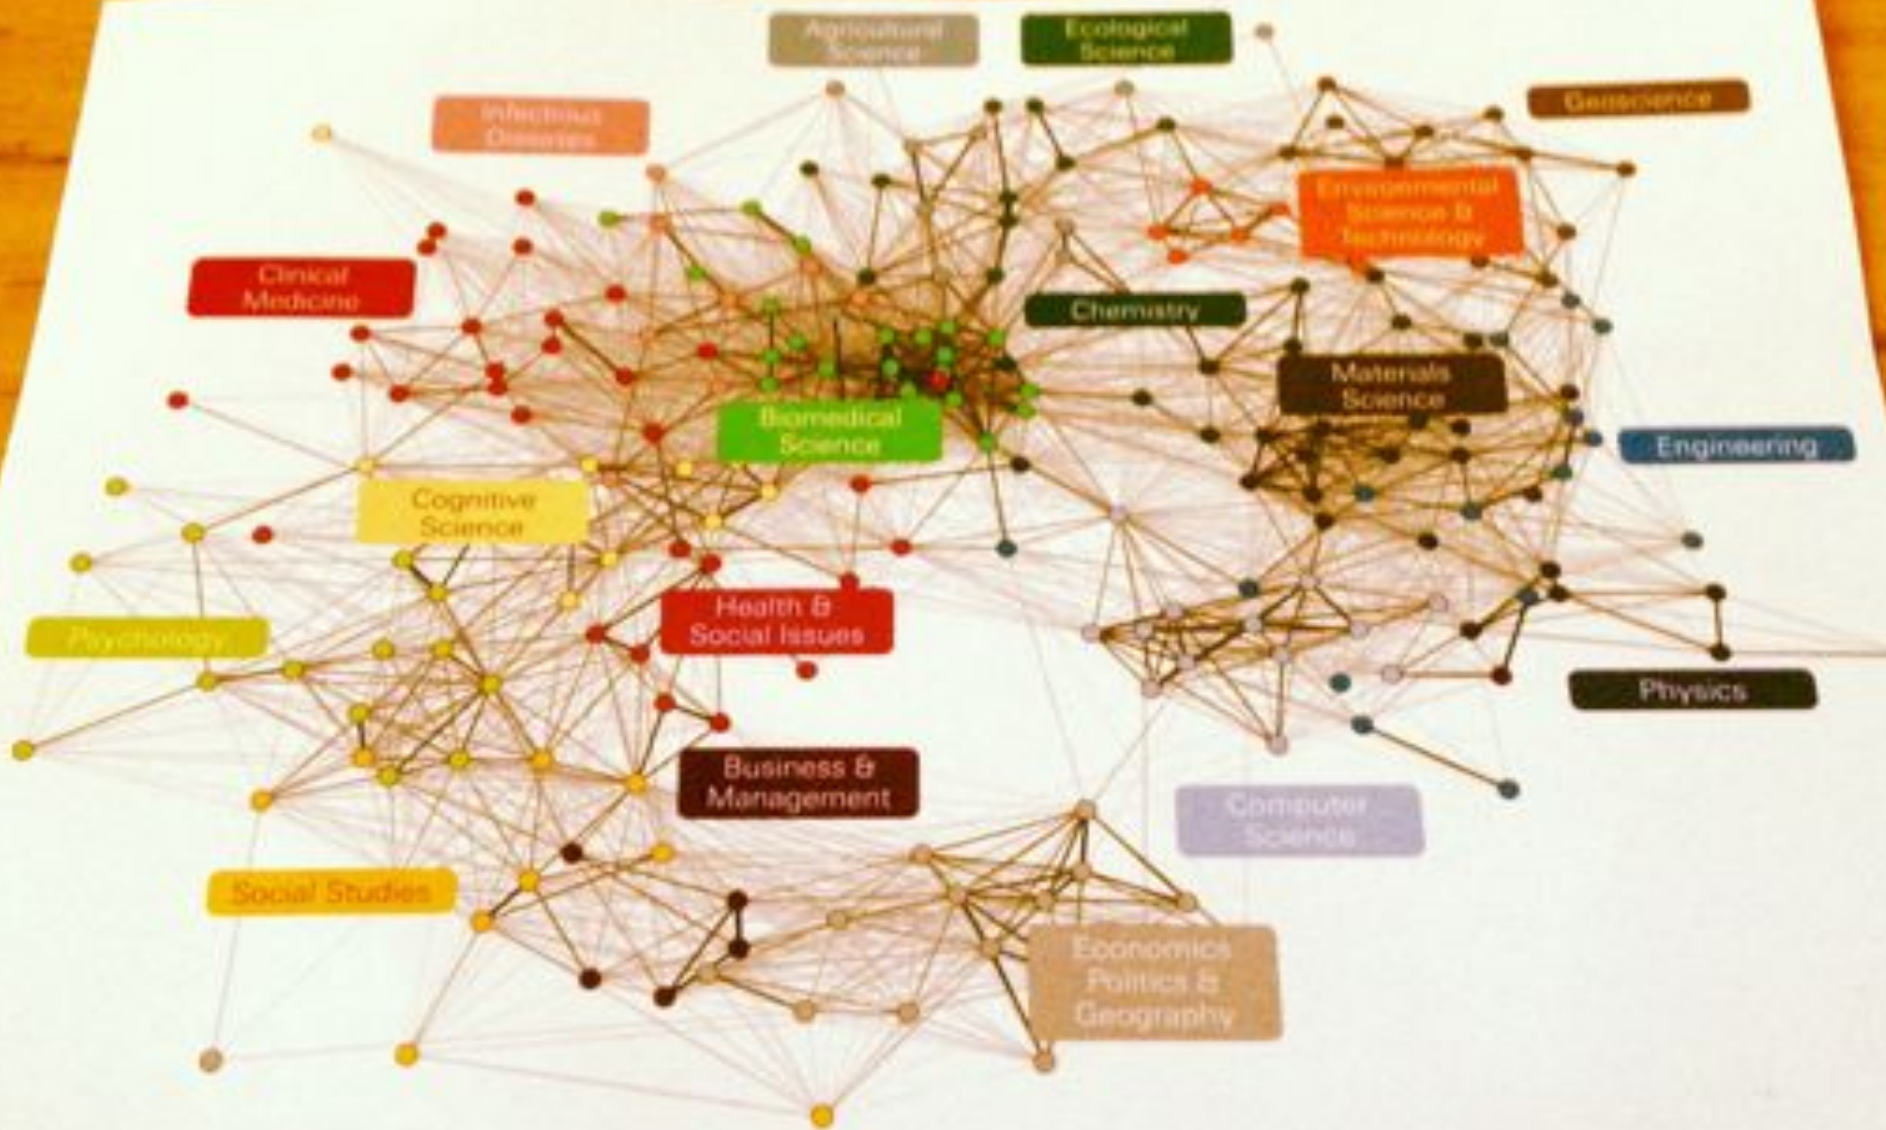 Agricultural
Science
Ecological
Science
Geoscience
Infectious
Diseases
Environmental
Science &
Technology
Clinical
Medicine
Chemistry
Materials
Science
Biomedical
Science
Engineering
Cognitive
Science
Health &
Social Issues
Psychology
Physics
Business &
Management
Computer
Science
Social Studies
Economics
Politics &
Geography